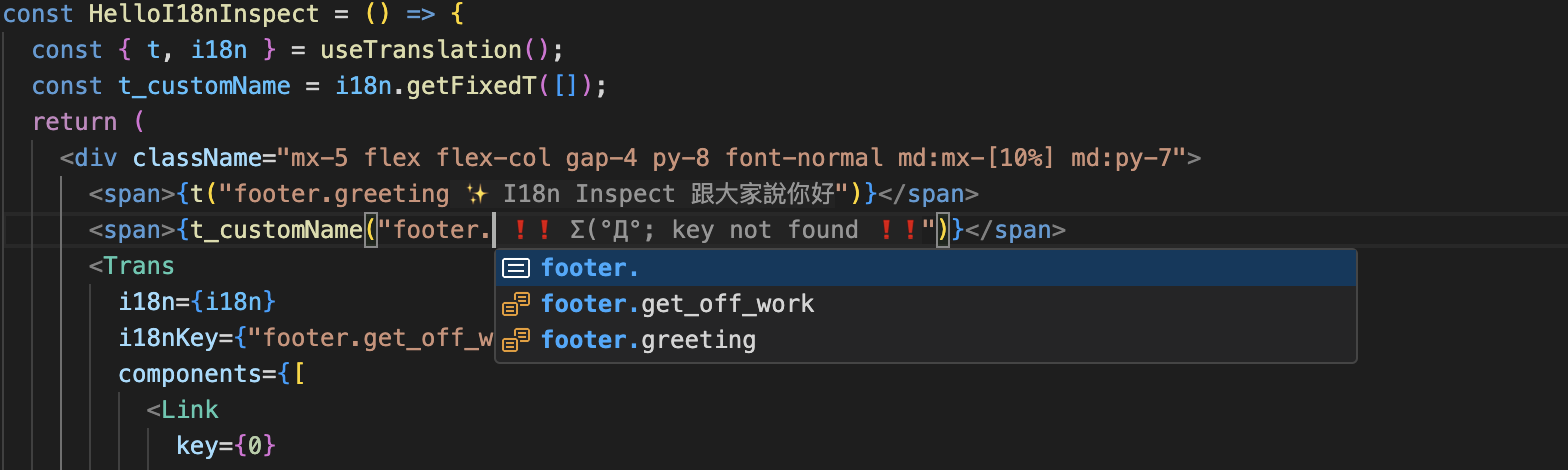 const HelloI18nInspect = () => {
const { t, i18n } = useTranslation();
const t_customName = i18n.getFixedT([]);
return (
<div className="mx-5 flex flex-col gap-4 py-8 font-normal md:mx-[10%] md:py-7">
<span>{t("footer.greeting ✨ I18n Inspect 跟大家說你好")}</span>
<span>{t_customName("footer. ❗❗ Σ(°Д°; key not found ❗❗")}</span>
<Trans
footer.
i18n={i18n}
footer.get_off_work
i18nKey={"footer.get_off_w
footer.greeting
components={[
<Link
key={0}